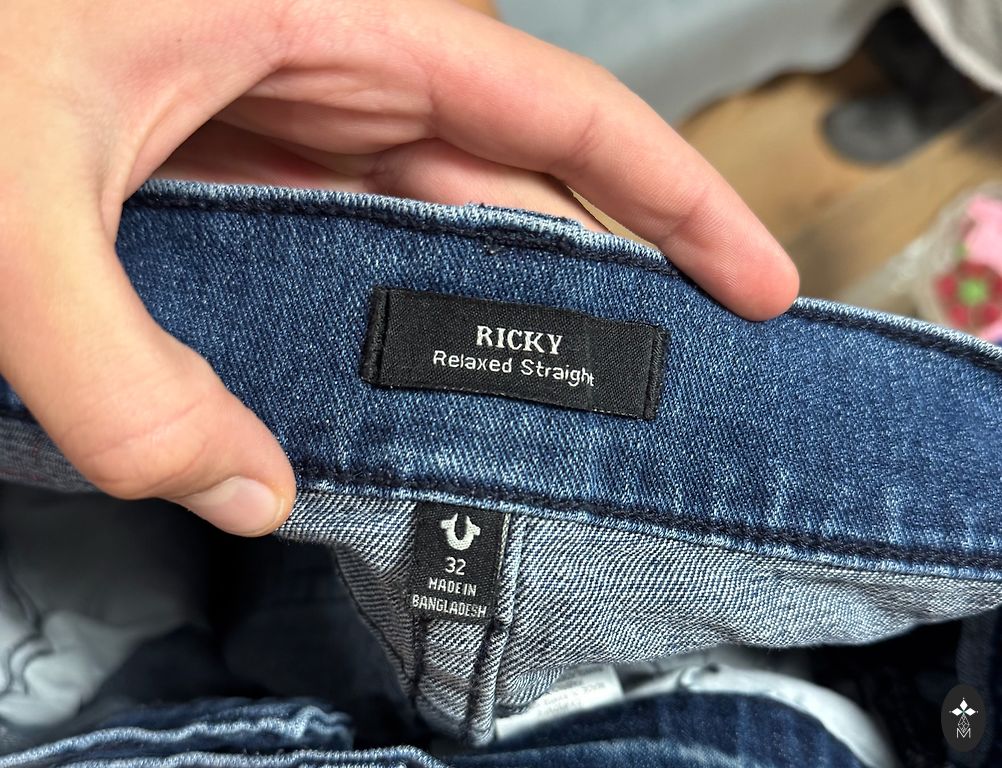 RICKY
Relaxed Straight
32
MADE IN
BANGLADESH